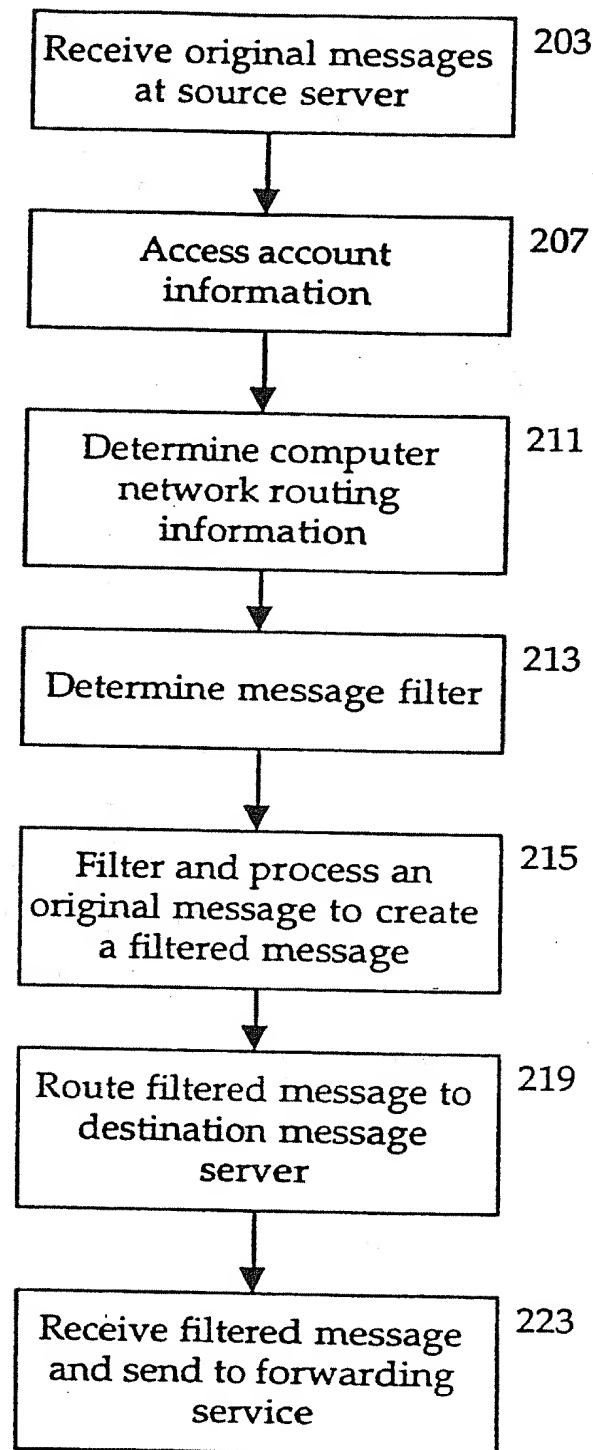 Receive original messages
at source server
203
Access account
information
207
Determine computer
network routing
information
211
Determine message filter
213
Filter and process an
original message to create
a filtered message
215
Route filtered message to
destination message
server
219
Receive filtered message
and send to forwarding
service
223